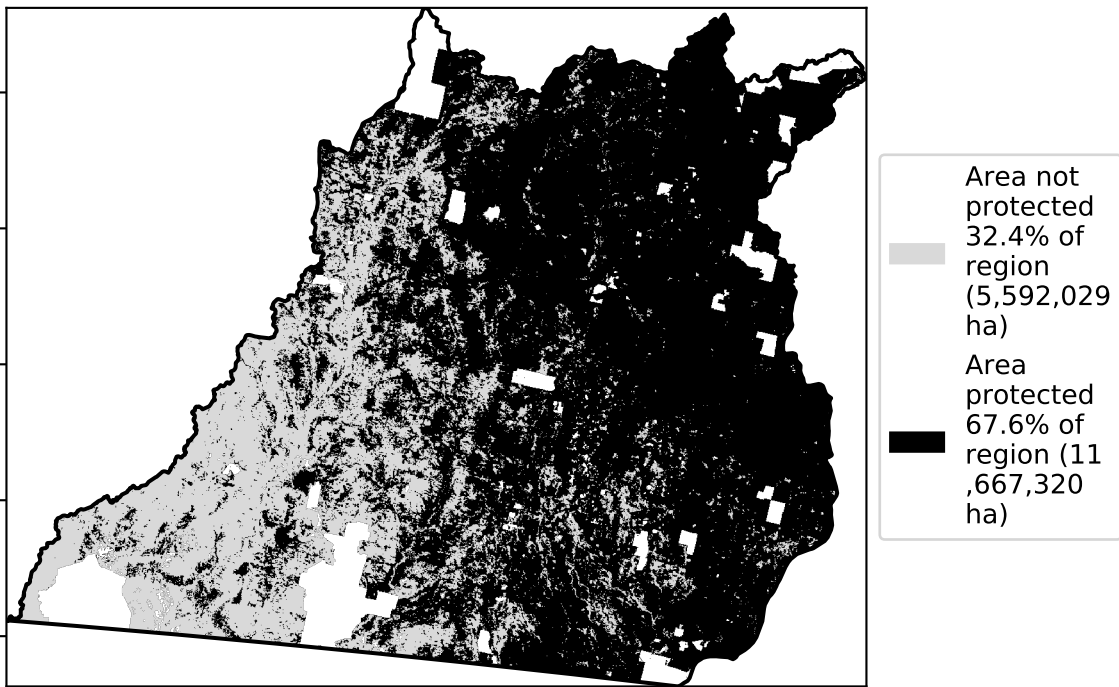 Area not
protected
32.4% of
region
(5,592,029
ha)
Area
protected
67.6% of
region (11
,667,320
ha)